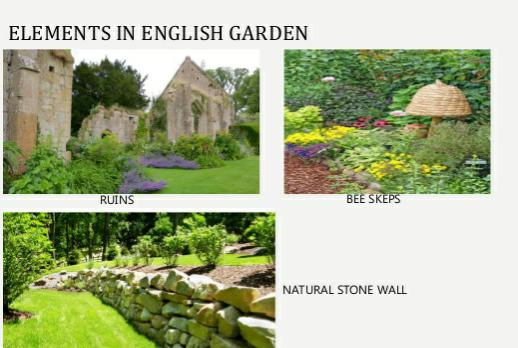 ELEMENTS IN ENGLISH GARDEN
RUINS
BEE SKEPS
NATURAL STONE WALL